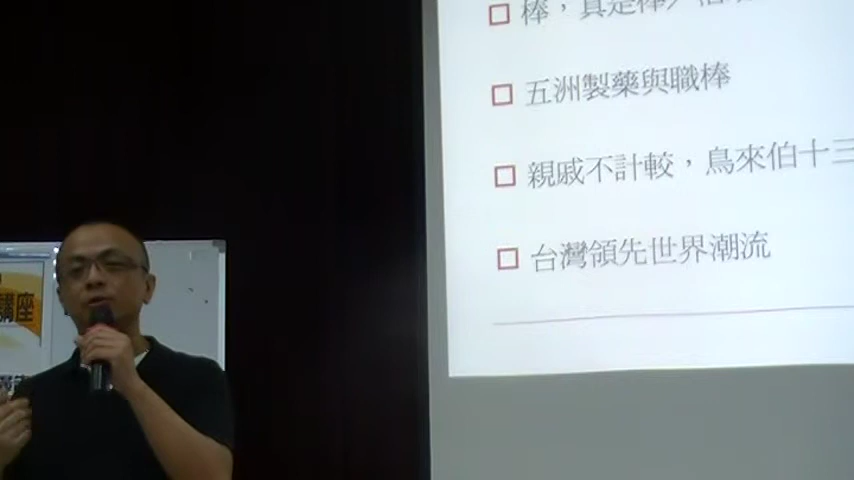 棒，真是棒
五洲製藥與職棒
親戚不計較，鳥來伯十三
台灣領先世界潮流
講座